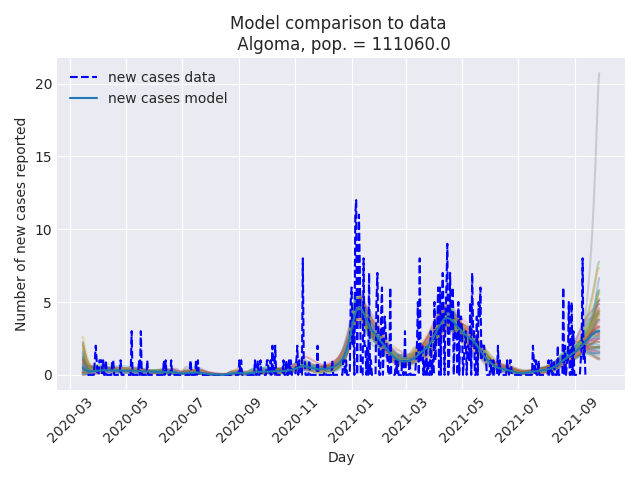 Model comparison to data
Algoma, pop. = 111060.0
new cases data
new cases model
Number of new cases reported
20
15
10
5
0
2020-03
2020-05
2020-07
2020-09
2020-11
2021-01
2021-03
2021-05
2021-07
2021-09
Day